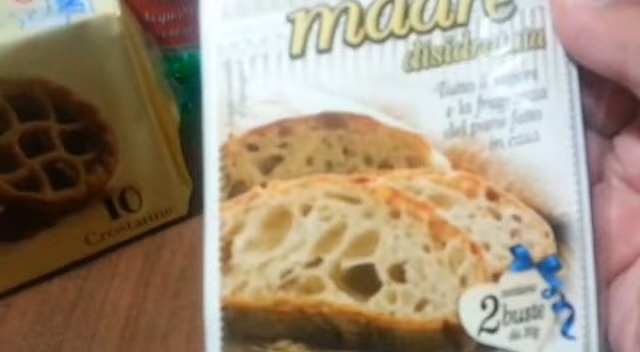 madre
disidratata
Tutto il sapore
e la fragranza
del pane fatto
in casa
contiene
2 buste
10
Crostatine